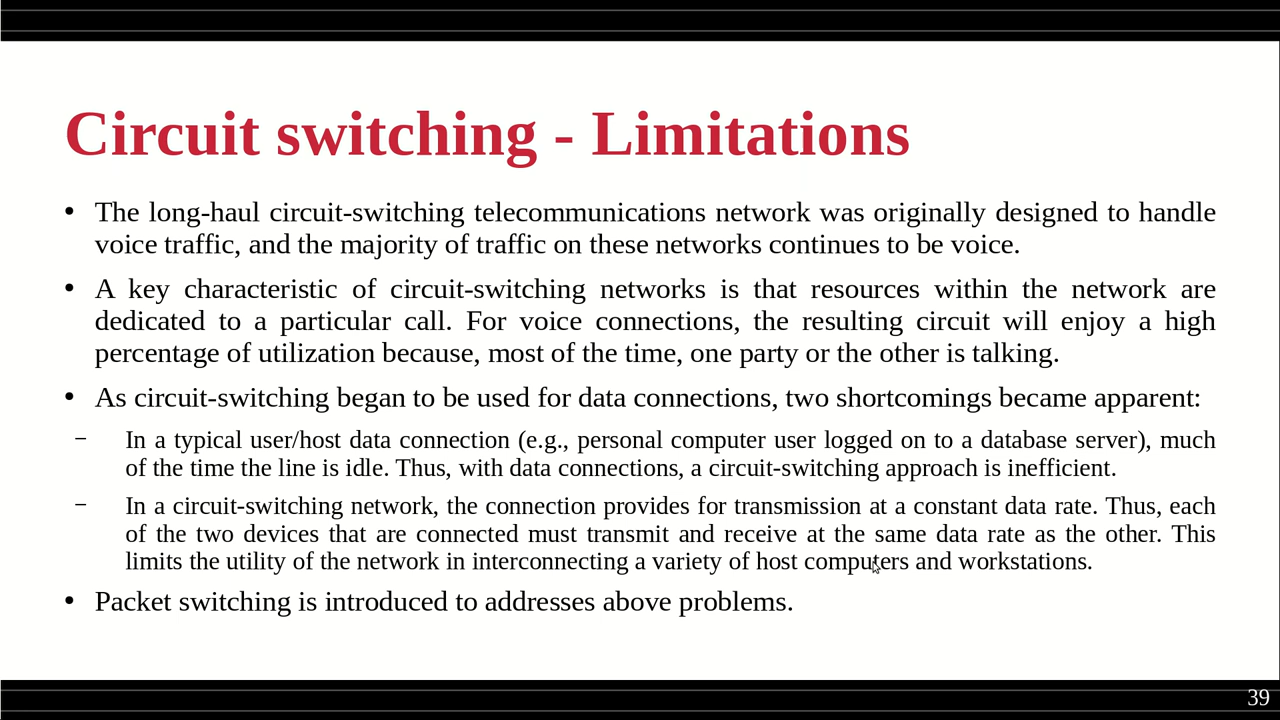 Circuit switching - Limitations
• The long-haul circuit-switching telecommunications network was originally designed to handle
voice traffic, and the majority of traffic on these networks continues to be voice.
• A key characteristic of circuit-switching networks is that resources within the network are
dedicated to a particular call. For voice connections, the resulting circuit will enjoy a high
percentage of utilization because, most of the time, one party or the other is talking.
• As circuit-switching began to be used for data connections, two shortcomings became apparent:
– In a typical user/host data connection (e.g., personal computer user logged on to a database server), much
of the time the line is idle. Thus, with data connections, a circuit-switching approach is inefficient.
– In a circuit-switching network, the connection provides for transmission at a constant data rate. Thus, each
of the two devices that are connected must transmit and receive at the same data rate as the other. This
limits the utility of the network in interconnecting a variety of host computers and workstations.
• Packet switching is introduced to addresses above problems.
39